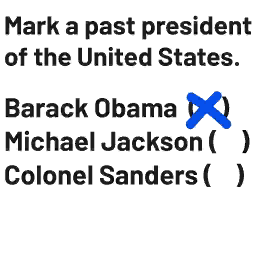 Mark a past president
of the United States.
Barack Obama (X)
Michael Jackson ( )
Colonel Sanders ( )